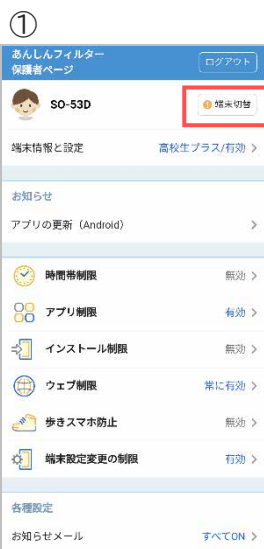 ①
あんしんフィルター
保護者ページ
ログアウト
SO-53D
端末切替
端末情報と設定 高校生プラス/有効
お知らせ
アプリの更新（Android）
時間帯制限 無効
アプリ制限 有効
インストール制限 無効
ウェブ制限 常に有効
歩きスマホ防止 無効
端末設定変更の制限 有効
各種設定
お知らせメール すべてON